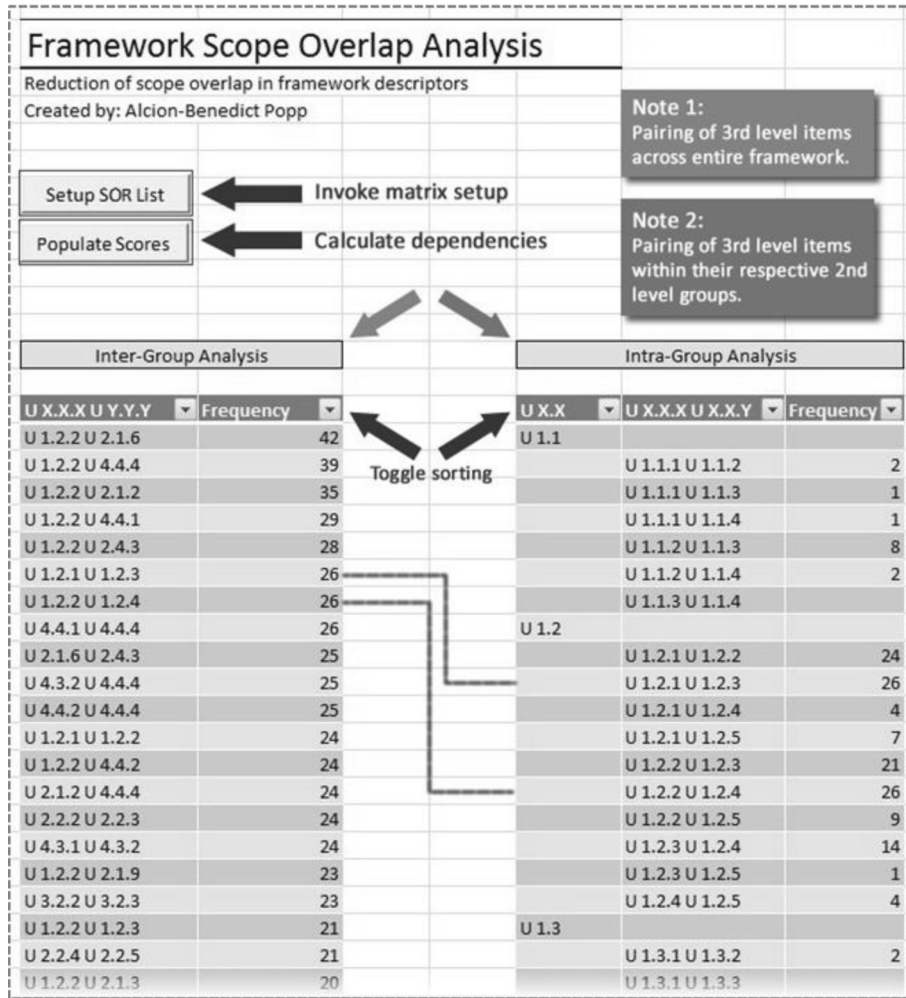 Framework Scope Overlap Analysis
Reduction of scope overlap in framework descriptors
Created by: Alcion-Benedict Popp
Note 1:
Pairing of 3rd level items
across entire framework.
Setup SOR List
Invoke matrix setup
Populate Scores
Calculate dependencies
Note 2:
Pairing of 3rd level items
within their respective 2nd
level groups.
Inter-Group Analysis
Intra-Group Analysis
Toggle sorting
U X.X.X U Y.Y.Y Frequency
U 1.2.2 U 2.1.6 42
U 1.2.2 U 4.4.4 39
U 1.2.2 U 2.1.2 35
U 1.2.2 U 4.4.1 29
U 1.2.2 U 2.4.3 28
U 1.2.1 U 1.2.3 26
U 1.2.2 U 1.2.4 26
U 4.4.1 U 4.4.4 26
U 2.1.6 U 2.4.3 25
U 4.3.2 U 4.4.4 25
U 4.4.2 U 4.4.4 25
U 1.2.1 U 1.2.2 24
U 1.2.2 U 4.4.2 24
U 2.1.2 U 4.4.4 24
U 2.2.2 U 2.2.3 24
U 4.3.1 U 4.3.2 24
U 1.2.2 U 2.1.9 23
U 3.2.2 U 3.2.3 23
U 1.2.2 U 1.2.3 21
U 2.2.4 U 2.2.5 21
U 1.2.2 U 2.1.3 20
U X.X U X.X.X U X.X.Y Frequency
U 1.1
U 1.1.1 U 1.1.2 2
U 1.1.1 U 1.1.3 1
U 1.1.1 U 1.1.4 1
U 1.1.2 U 1.1.3 8
U 1.1.2 U 1.1.4 2
U 1.1.3 U 1.1.4
U 1.2
U 1.2.1 U 1.2.2 24
U 1.2.1 U 1.2.3 26
U 1.2.1 U 1.2.4 4
U 1.2.1 U 1.2.5 7
U 1.2.2 U 1.2.3 21
U 1.2.2 U 1.2.4 26
U 1.2.2 U 1.2.5 9
U 1.2.3 U 1.2.4 14
U 1.2.3 U 1.2.5 1
U 1.2.4 U 1.2.5 4
U 1.3
U 1.3.1 U 1.3.2 2
U 1.3.1 U 1.3.3